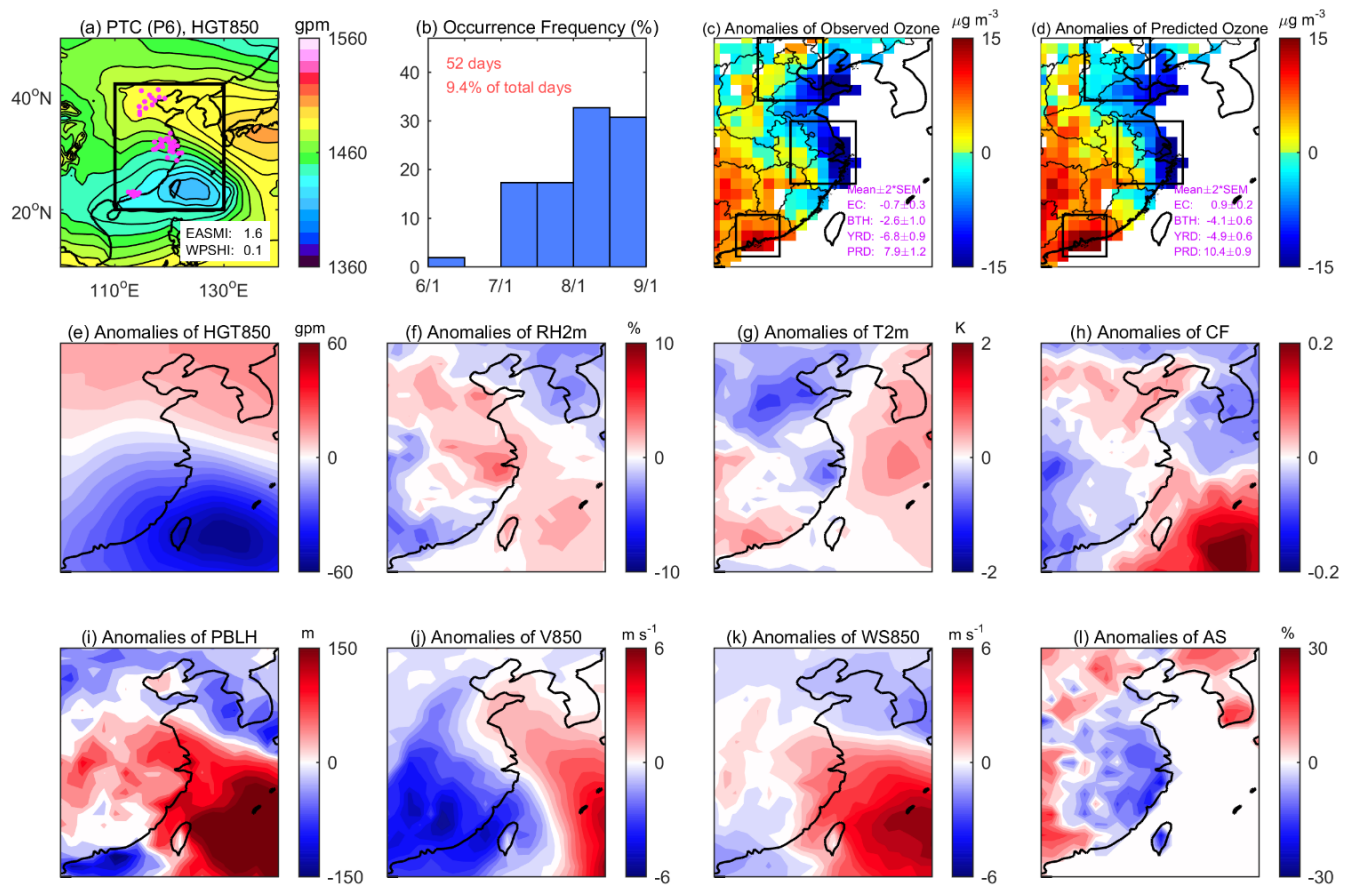 (a) PTC (P6), HGT850
gpm
1560
1460
1360
40°N
20°N
110°E
130°E
EASMI: 1.6
WPSHI: 0.1
(b) Occurrence Frequency (%)
52 days
9.4% of total days
40
30
20
10
0
6/1
7/1
8/1
9/1
(c) Anomalies of Observed Ozone
μg m⁻³
15
0
-15
Mean±2*SEM
EC: -0.7±0.3
BTH: -2.6±1.0
YRD: -6.8±0.9
PRD: 7.9±1.2
(d) Anomalies of Predicted Ozone
μg m⁻³
15
0
-15
Mean±2*SEM
EC: 0.9±0.2
BTH: -4.1±0.6
YRD: -4.9±0.6
PRD: 10.4±0.9
(e) Anomalies of HGT850
gpm
60
0
-60
(f) Anomalies of RH2m
%
10
0
-10
(g) Anomalies of T2m
K
2
0
-2
(h) Anomalies of CF
0.2
0
-0.2
(i) Anomalies of PBLH
m
150
0
-150
(j) Anomalies of V850
m s⁻¹
6
0
-6
(k) Anomalies of WS850
m s⁻¹
6
0
-6
(l) Anomalies of AS
%
30
0
-30